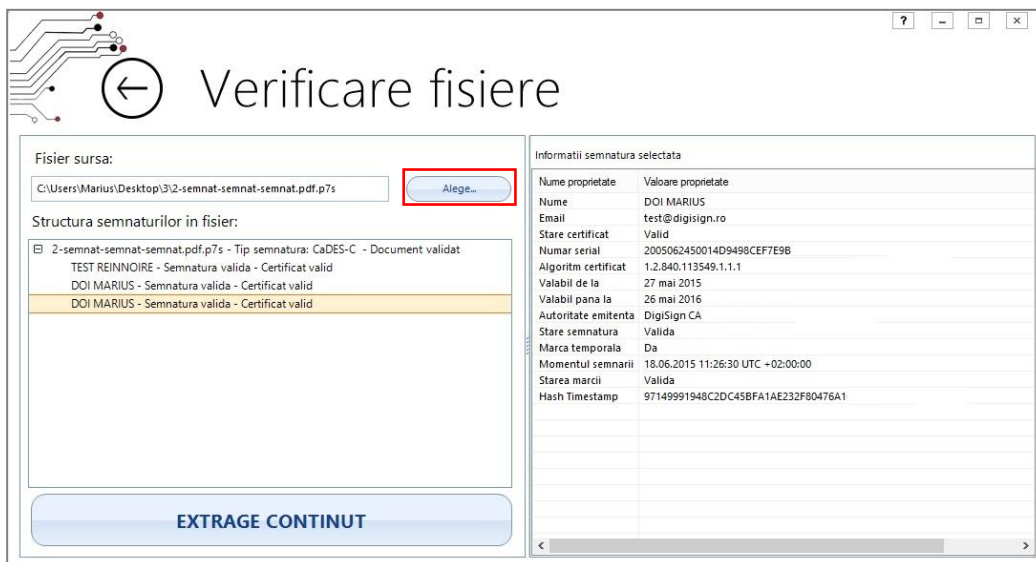 ?
Verificare fisiere
Fisier sursa:
C:\Users\Marius\Desktop\3\2-semnat-semnat-semnat.pdf.p7s
Alege...
Structura semnaturilor in fisier:
2-semnat-semnat-semnat.pdf.p7s - Tip semnatura: CaDES-C - Document validat
TEST REINNOIRE - Semnatura valida - Certificat valid
DOI MARIUS - Semnatura valida - Certificat valid
DOI MARIUS - Semnatura valida - Certificat valid
EXTRAGE CONTINUT
Informatii semnatura selectata
Nume proprietate Valoare proprietate
Nume DOI MARIUS
Email test@digisign.ro
Stare certificat Valid
Numar serial 2005062450014D9498CEF7E9B
Algoritm certificat 1.2.840.113549.1.1.1
Valabil de la 27 mai 2015
Valabil pana la 26 mai 2016
Autoritate emitenta DigiSign CA
Stare semnatura Valida
Marca temporala Da
Momentul semnarii 18.06.2015 11:26:30 UTC +02:00:00
Starea marcii Valida
Hash Timestamp 97149991948C2DC45BFA1AE232F80476A1